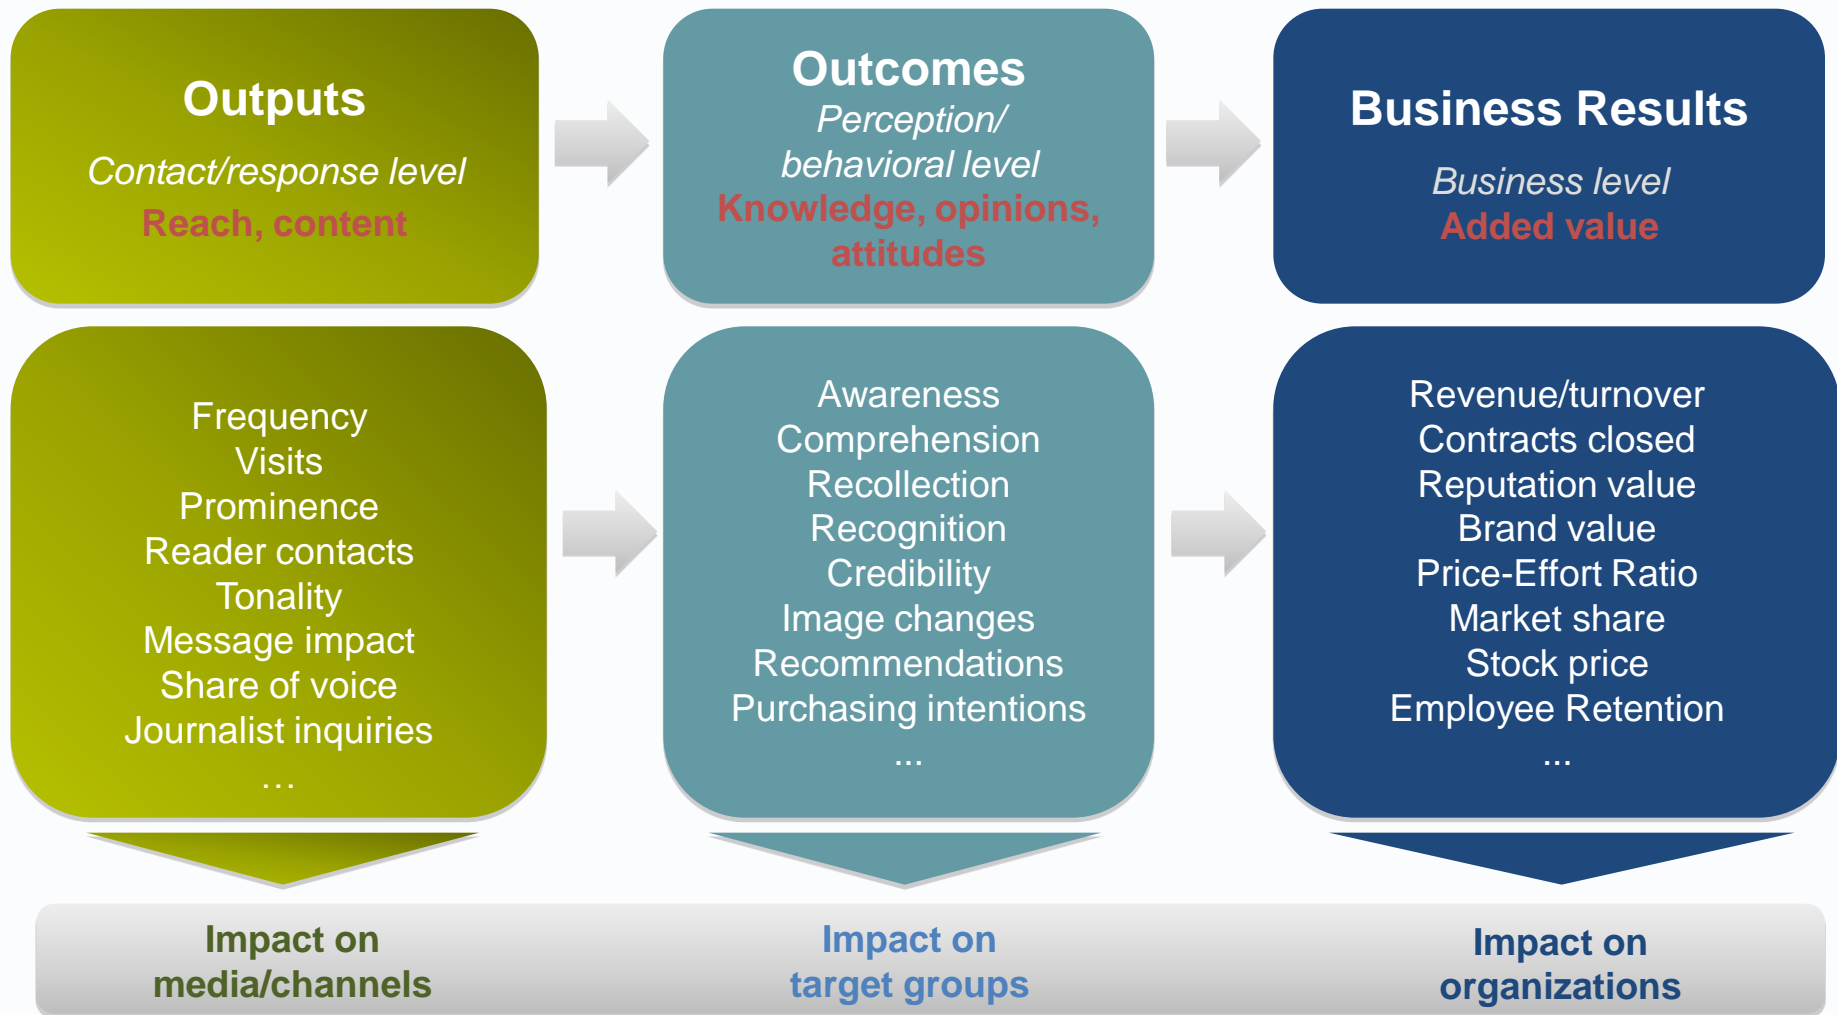 Outputs
Contact/response level
Reach, content
Outcomes
Perception/
behavioral level
Knowledge, opinions,
attitudes
Business Results
Business level
Added value
Frequency
Visits
Prominence
Reader contacts
Tonality
Message impact
Share of voice
Journalist inquiries
…
Awareness
Comprehension
Recollection
Recognition
Credibility
Image changes
Recommendations
Purchasing intentions
...
Revenue/turnover
Contracts closed
Reputation value
Brand value
Price-Effort Ratio
Market share
Stock price
Employee Retention
...
Impact on
media/channels
Impact on
target groups
Impact on
organizations